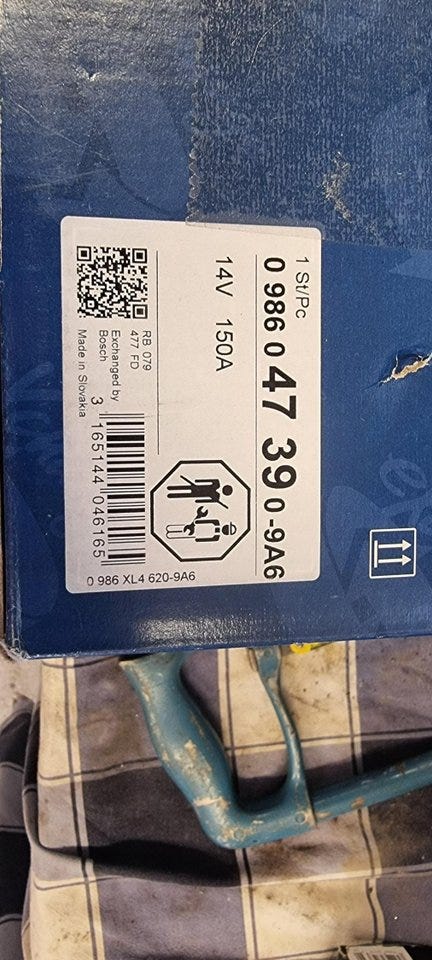 1 St/Pc
0 986 0 47 39 0-9A6
14V 150A
RB 079
477 FD
Exchanged by
Bosch
Made in Slovakia
3 165144 046165
0 986 XL4 620-9A6